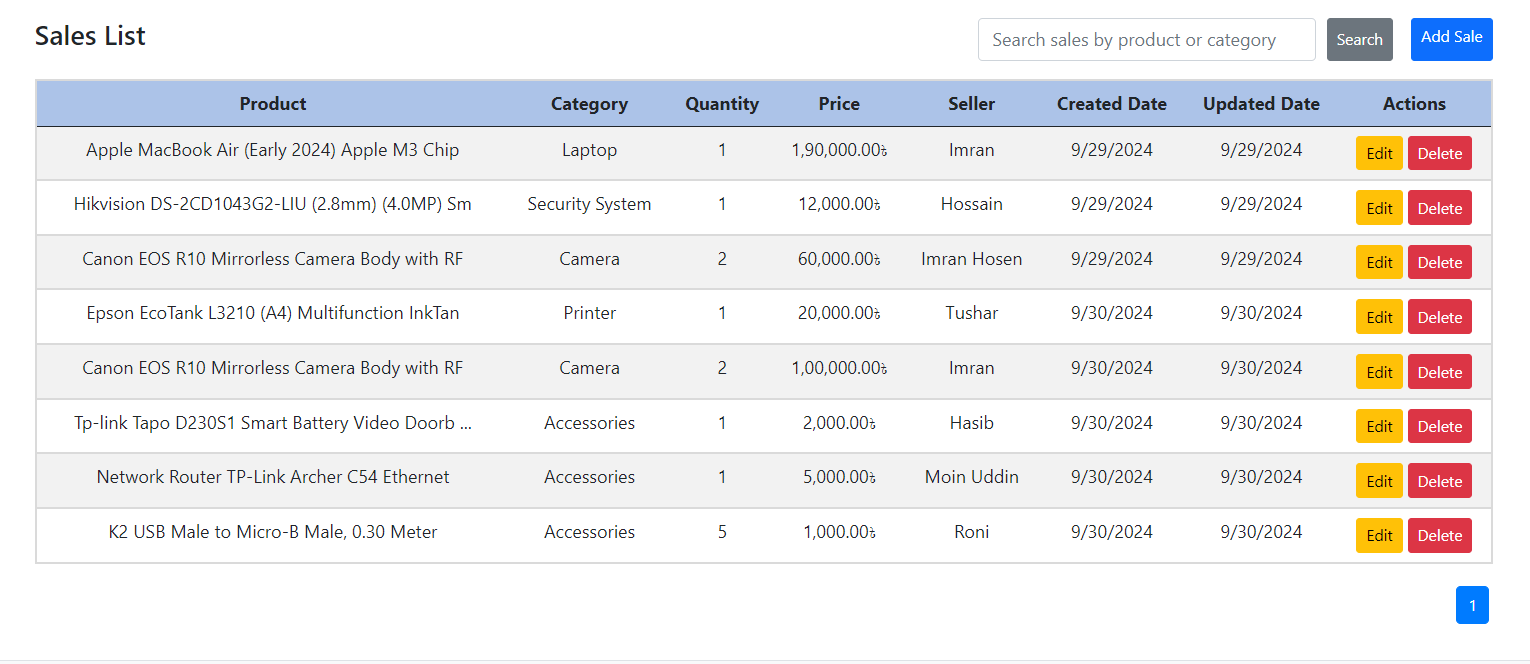 Sales List
Search sales by product or category Search Add Sale
Product Category Quantity Price Seller Created Date Updated Date Actions
Apple MacBook Air (Early 2024) Apple M3 Chip Laptop 1 1,90,000.00৳ Imran 9/29/2024 9/29/2024 Edit Delete
Hikvision DS-2CD1043G2-LIU (2.8mm) (4.0MP) Sm Security System 1 12,000.00৳ Hossain 9/29/2024 9/29/2024 Edit Delete
Canon EOS R10 Mirrorless Camera Body with RF Camera 2 60,000.00৳ Imran Hosen 9/29/2024 9/29/2024 Edit Delete
Epson EcoTank L3210 (A4) Multifunction InkTan Printer 1 20,000.00৳ Tushar 9/30/2024 9/30/2024 Edit Delete
Canon EOS R10 Mirrorless Camera Body with RF Camera 2 1,00,000.00৳ Imran 9/30/2024 9/30/2024 Edit Delete
Tp-link Tapo D230S1 Smart Battery Video Doorb ... Accessories 1 2,000.00৳ Hasib 9/30/2024 9/30/2024 Edit Delete
Network Router TP-Link Archer C54 Ethernet Accessories 1 5,000.00৳ Moin Uddin 9/30/2024 9/30/2024 Edit Delete
K2 USB Male to Micro-B Male, 0.30 Meter Accessories 5 1,000.00৳ Roni 9/30/2024 9/30/2024 Edit Delete
1